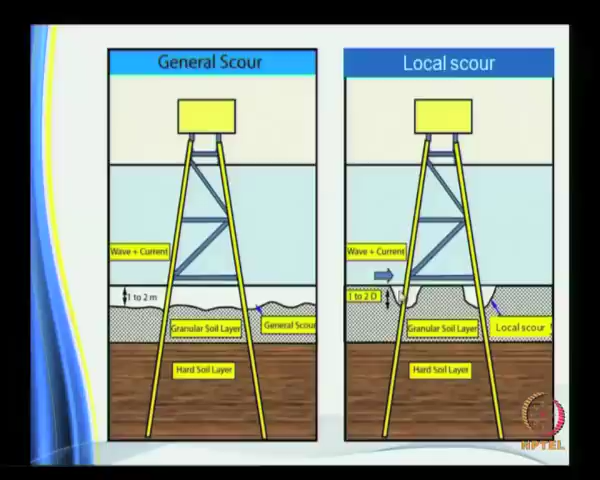 General Scour
Wave + Current
1 to 2 m
Granular Soil Layer
General Scour
Hard Soil Layer
Local scour
Wave + Current
1 to 2 D
Granular Soil Layer
Local scour
Hard Soil Layer
NPTEL